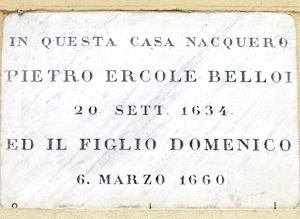 IN QUESTA CASA NACQUERO
PIETRO ERCOLE BELLOI
20 SETT. 1634
ED IL FIGLIO DOMENICO
6. MARZO 1660